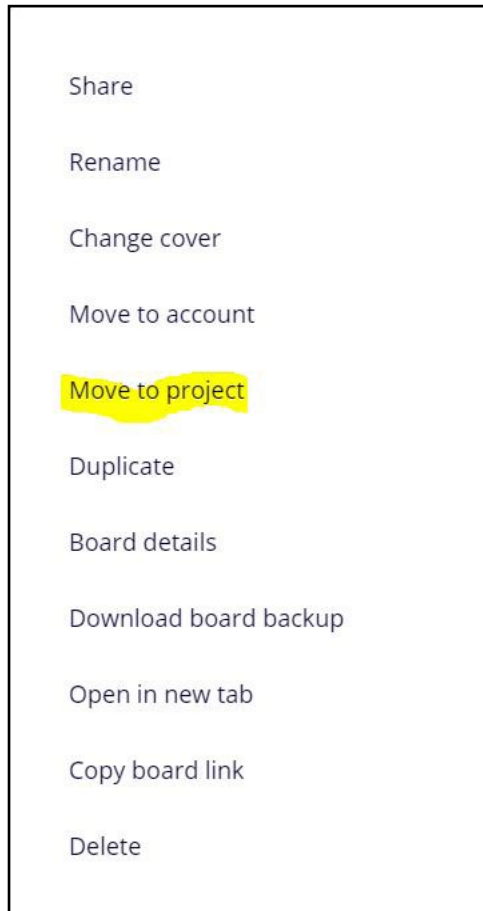 Share
Rename
Change cover
Move to account
Move to project
Duplicate
Board details
Download board backup
Open in new tab
Copy board link
Delete